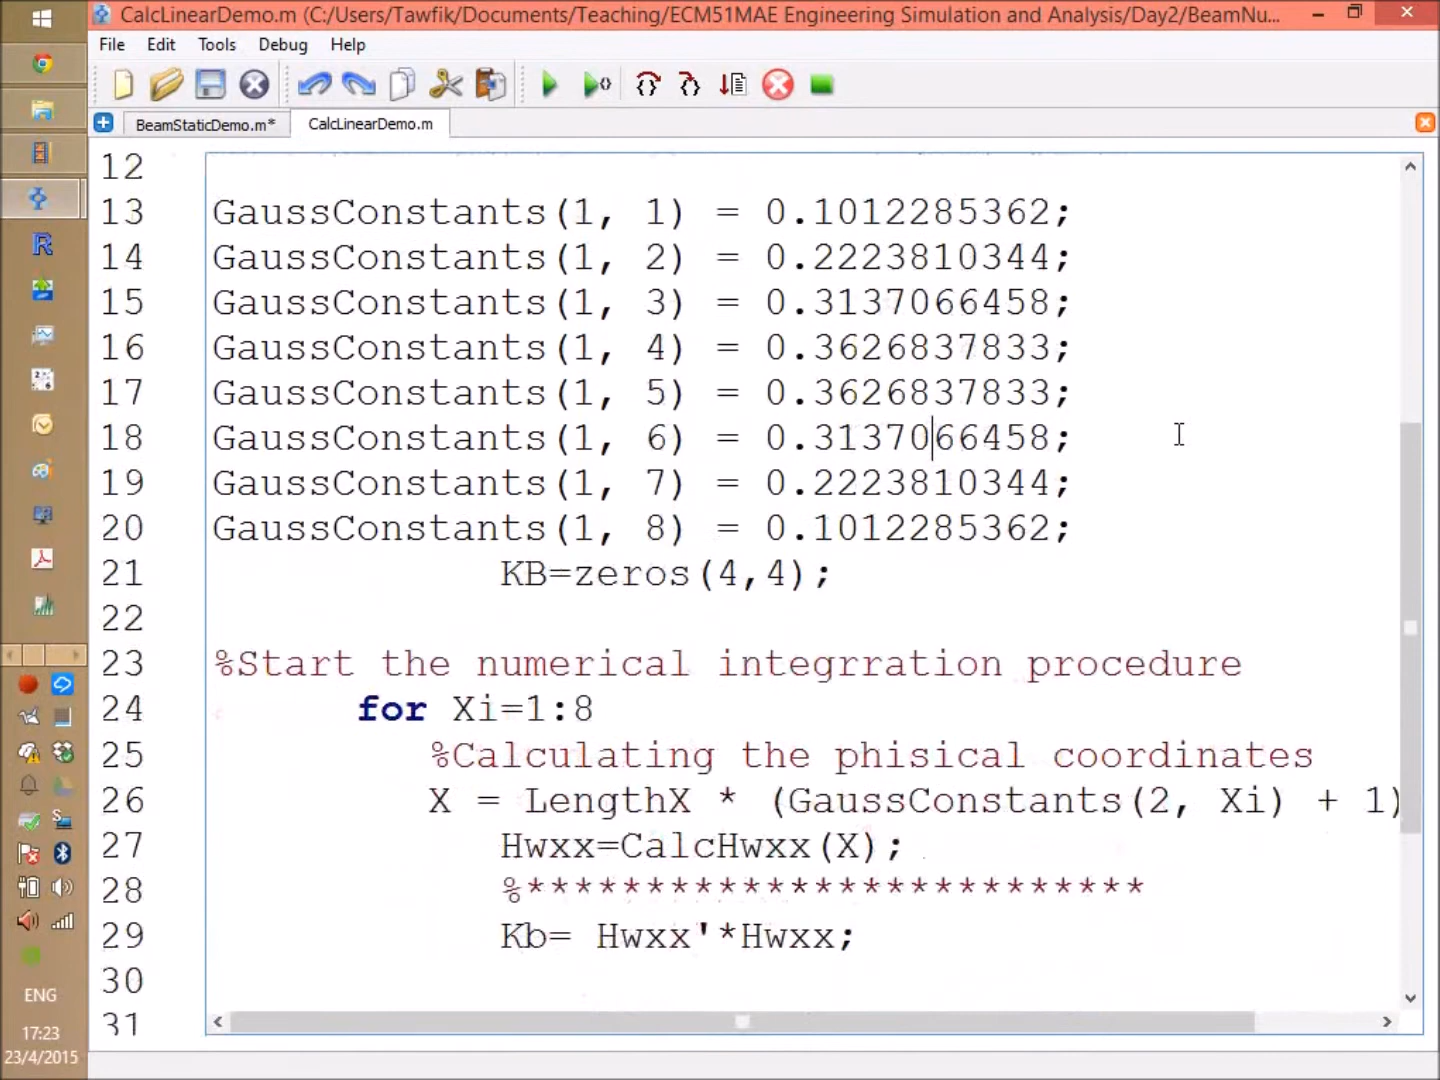 CalcLinearDemo.m (C:/Users/Tawfik/Documents/Teaching/ECM51MAE Engineering Simulation and Analysis/Day2/BeamNu...
File Edit Tools Debug Help
BeamStaticDemo.m* CalcLinearDemo.m
12
13 GaussConstants(1, 1) = 0.1012285362;
14 GaussConstants(1, 2) = 0.2223810344;
15 GaussConstants(1, 3) = 0.3137066458;
16 GaussConstants(1, 4) = 0.3626837833;
17 GaussConstants(1, 5) = 0.3626837833;
18 GaussConstants(1, 6) = 0.3137066458;
19 GaussConstants(1, 7) = 0.2223810344;
20 GaussConstants(1, 8) = 0.1012285362;
21 KB=zeros(4,4);
22
23 %Start the numerical integrration procedure
24 for Xi=1:8
25 %Calculating the phisical coordinates
26 X = LengthX * (GaussConstants(2, Xi) + 1)
27 Hwxx=CalcHwxx(X);
28 %**************************
29 Kb= Hwxx'*Hwxx;
30
31
ENG
17:23
23/4/2015